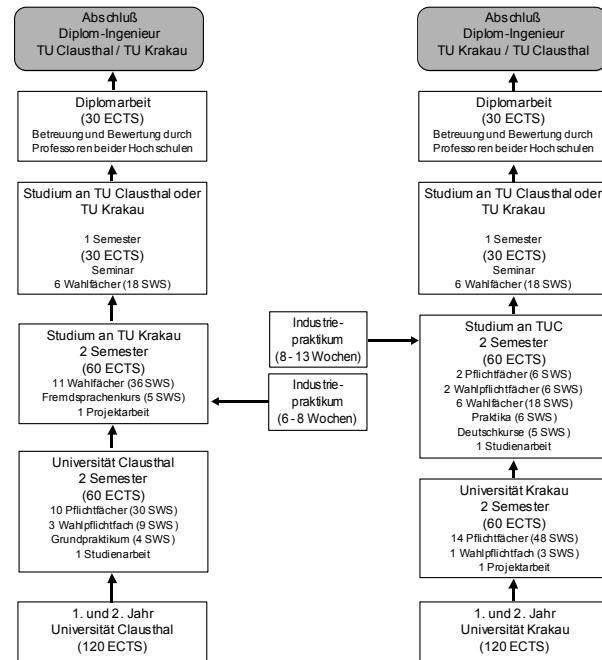 Abschluß
Diplom-Ingenieur
TU Clausthal / TU Krakau
Diplomarbeit
(30 ECTS)
Betreuung und Bewertung durch
Professoren beider Hochschulen
Studium an TU Clausthal oder
TU Krakau
1 Semester
(30 ECTS)
Seminar
6 Wahlfächer (18 SWS)
Studium an TU Krakau
2 Semester
(60 ECTS)
11 Wahlfächer (36 SWS)
Fremdsprachenkurs (5 SWS)
1 Projektarbeit
Universität Clausthal
2 Semester
(60 ECTS)
10 Pflichtfächer (30 SWS)
3 Wahlpflichtfach (9 SWS)
Grundpraktikum (4 SWS)
1 Studienarbeit
1. und 2. Jahr
Universität Clausthal
(120 ECTS)
Industrie-
praktikum
(8 - 13 Wochen)
Industrie-
praktikum
(6 - 8 Wochen)
Abschluß
Diplom-Ingenieur
TU Krakau / TU Clausthal
Diplomarbeit
(30 ECTS)
Betreuung und Bewertung durch
Professoren beider Hochschulen
Studium an TU Clausthal oder
TU Krakau
1 Semester
(30 ECTS)
Seminar
6 Wahlfächer (18 SWS)
Studium an TUC
2 Semester
(60 ECTS)
2 Pflichtfächer (6 SWS)
2 Wahlpflichtfächer (6 SWS)
6 Wahlfächer (18 SWS)
Praktika (6 SWS)
Deutschkurse (5 SWS)
1 Studienarbeit
Universität Krakau
2 Semester
(60 ECTS)
14 Pflichtfächer (48 SWS)
1 Wahlpflichtfach (3 SWS)
1 Projektarbeit
1. und 2. Jahr
Universität Krakau
(120 ECTS)